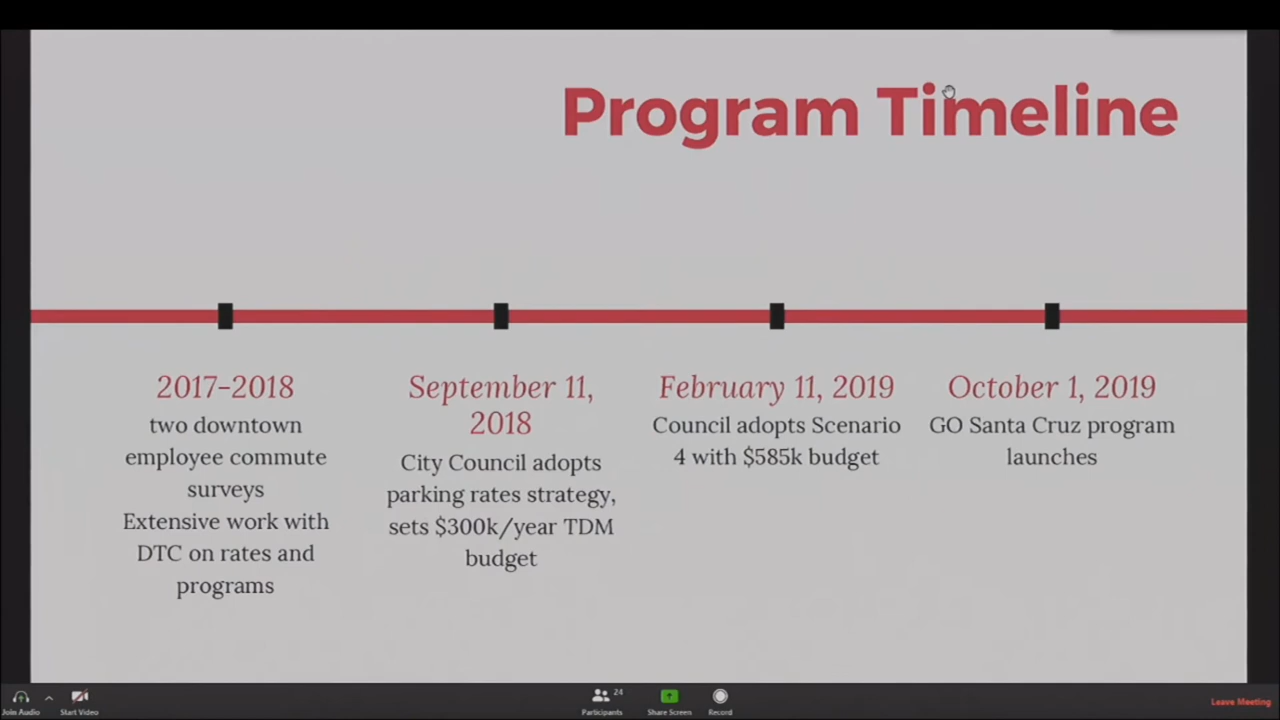 Program Timeline
2017-2018
two downtown
employee commute
surveys
Extensive work with
DTC on rates and
programs
September 11,
2018
City Council adopts
parking rates strategy,
sets $300k/year TDM
budget
February 11, 2019
Council adopts Scenario
4 with $585k budget
October 1, 2019
GO Santa Cruz program
launches
Join Audio
Start Video
24
Participants
Share Screen
Record
Leave Meeting